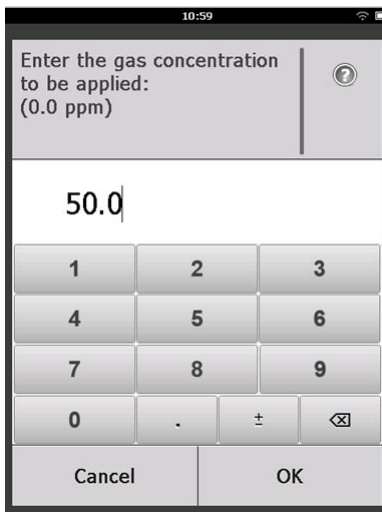 10:59
Enter the gas concentration
to be applied:
(0.0 ppm)
?
50.0
1 2 3
4 5 6
7 8 9
0 . ±
Cancel OK